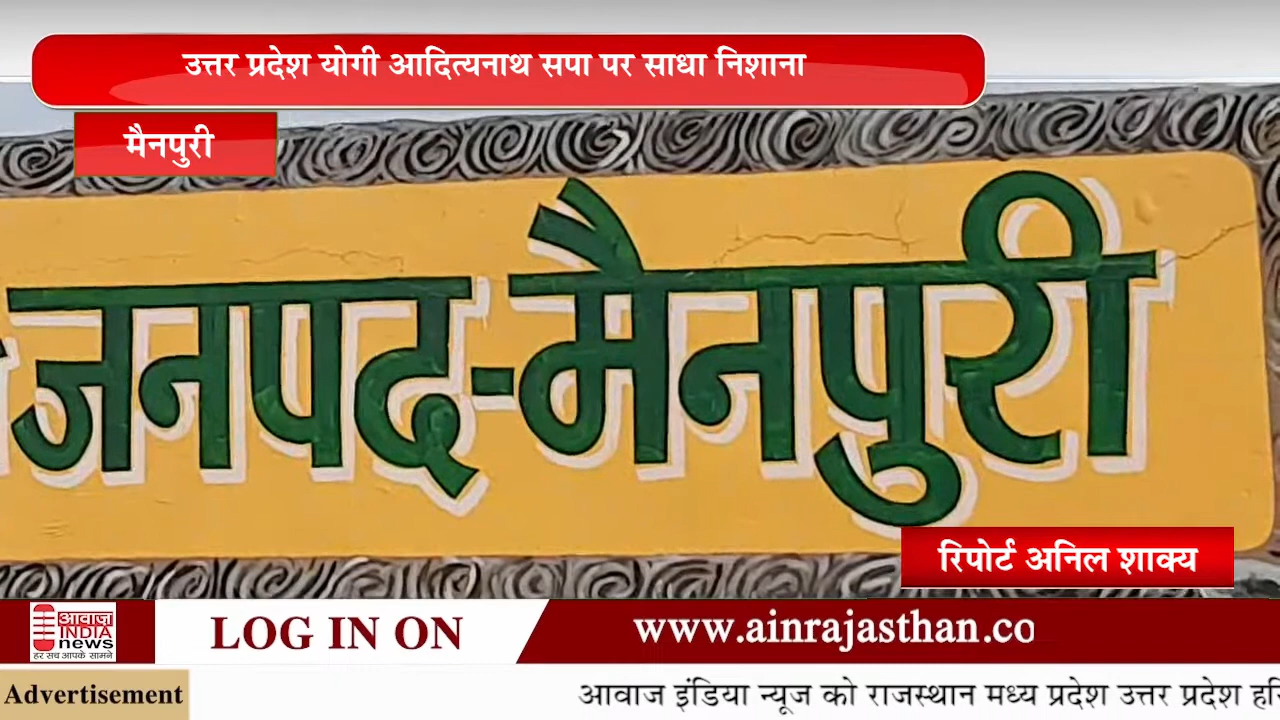 उत्तर प्रदेश योगी आदित्यनाथ सपा पर साधा निशाना
मैनपुरी
जनपद-मैनपुरी
रिपोर्ट अनिल शाक्य
आवाज़
INDIA
news
हर सच आपके सामने
LOG IN ON
www.ainrajasthan.co
Advertisement
आवाज इंडिया न्यूज को राजस्थान मध्य प्रदेश उत्तर प्रदेश हरि